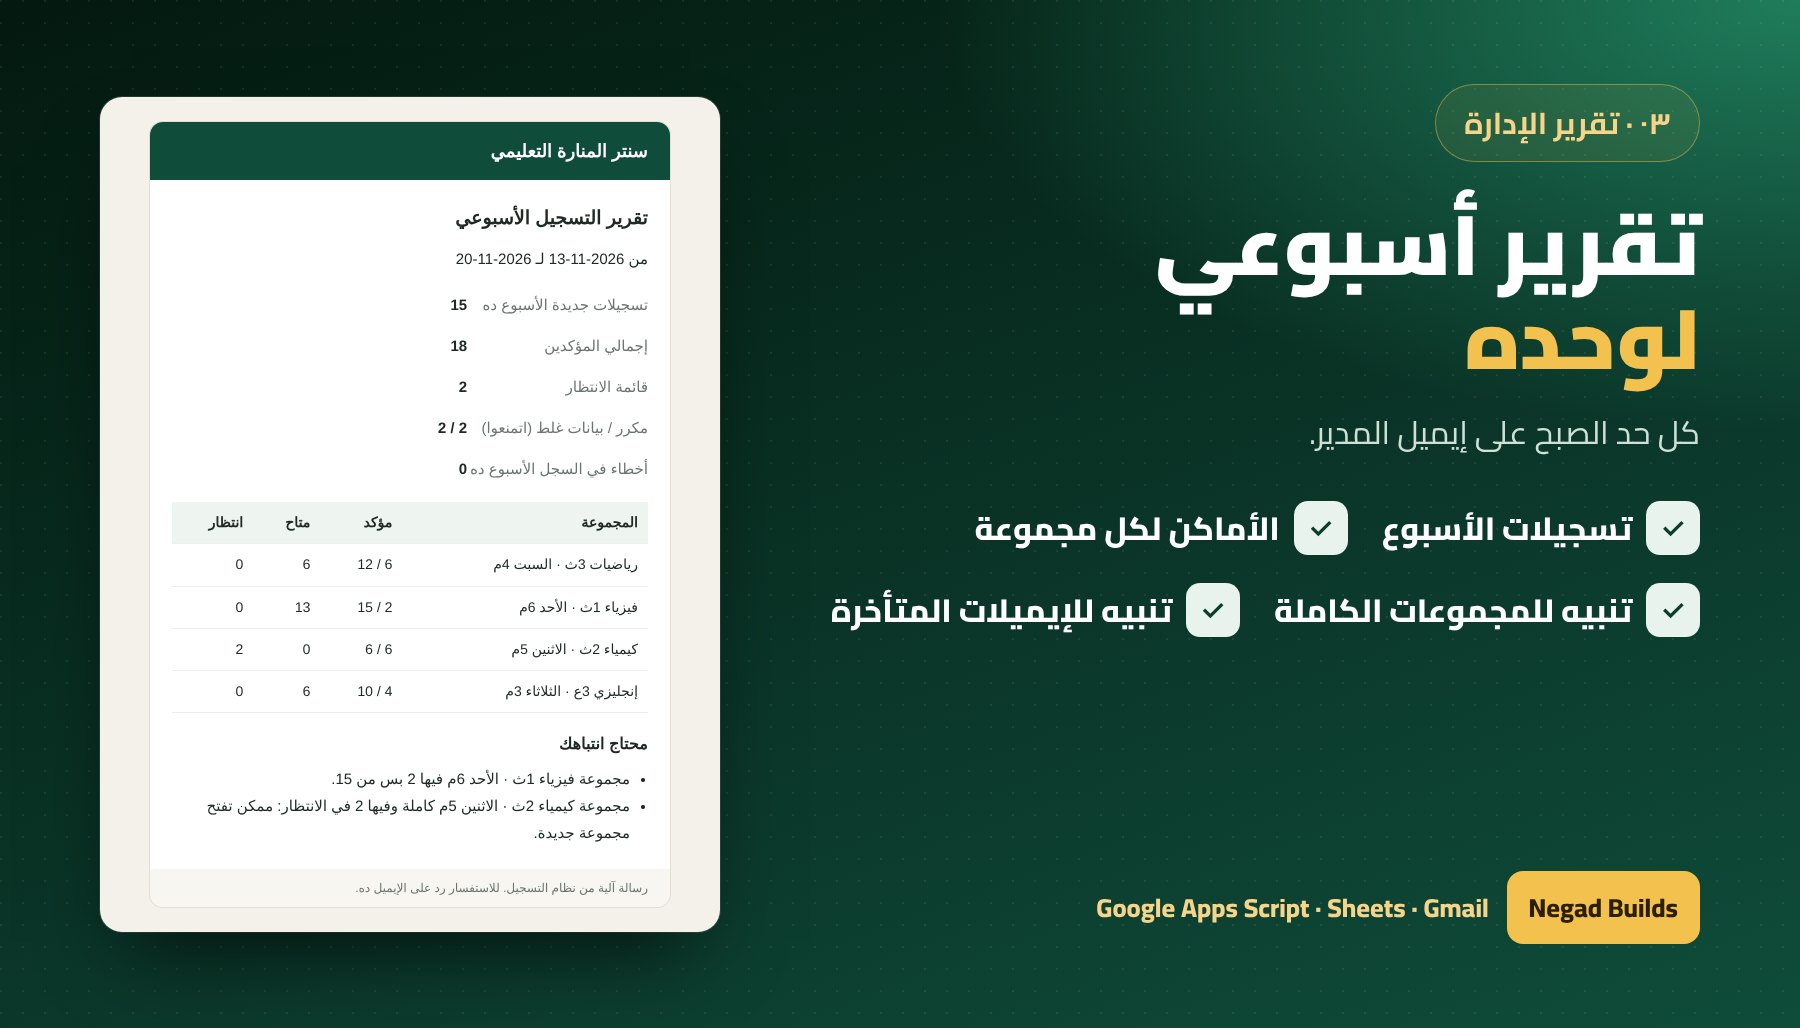 ٠٠٣ تقرير الإدارة
تقرير أسبوعي
لوحده
كل حد الصبح على إيميل المدير.
تسجيلات الأسبوع
الأماكن لكل مجموعة
تنبيه للمجموعات الكاملة
تنبيه للإيميلات المتأخرة
Negad Builds
Google Apps Script · Sheets · Gmail
سنتر المنارة التعليمي
تقرير التسجيل الأسبوعي
من 2026-11-13 لـ 2026-11-20
تسجيلات جديدة الأسبوع ده 15
إجمالي المؤكدين 18
قائمة الانتظار 2
مكرر / بيانات غلط (اتمنعوا) 2 / 2
أخطاء في السجل الأسبوع ده 0
المجموعة مؤكد متاح انتظار
رياضيات 3ث · السبت 4م 6 / 12 6 0
فيزياء 1ث · الأحد 6م 2 / 15 13 0
كيمياء 2ث · الاثنين 5م 6 / 6 0 2
إنجليزي 3ع · الثلاثاء 3م 4 / 10 6 0
محتاج انتباهك
• مجموعة فيزياء 1ث · الأحد 6م فيها 2 بس من 15.
• مجموعة كيمياء 2ث · الاثنين 5م كاملة وفيها 2 في الانتظار: ممكن تفتح
مجموعة جديدة.
رسالة آلية من نظام التسجيل. للاستفسار رد على الإيميل ده.